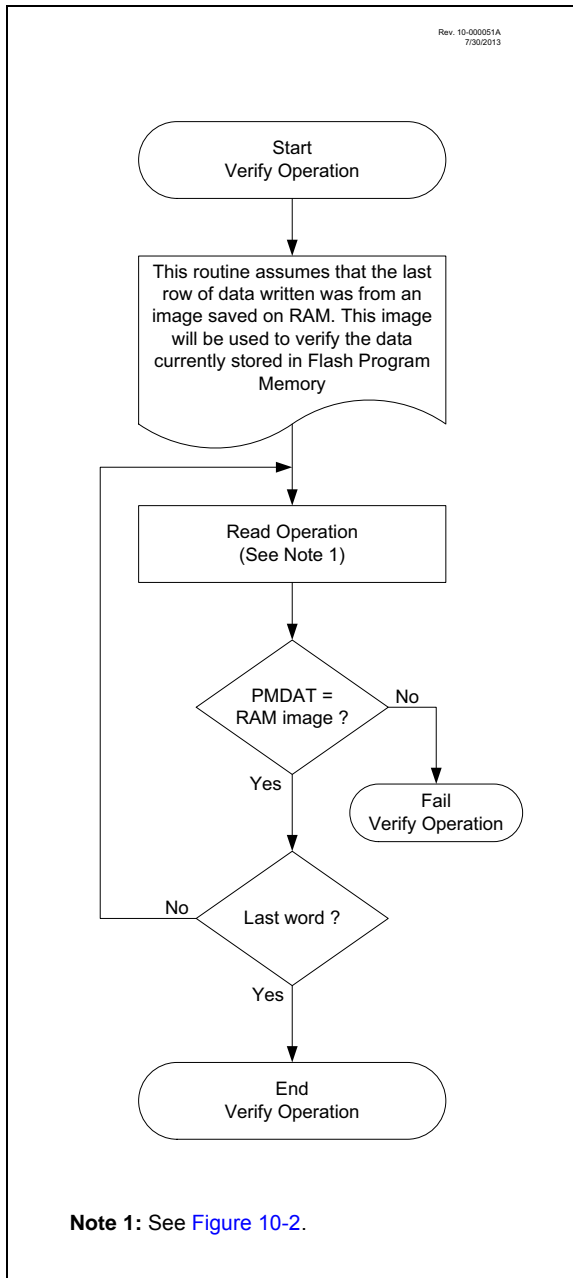 Rev. 10-000051A
7/30/2013
Start
Verify Operation
This routine assumes that the last
row of data written was from an
image saved on RAM. This image
will be used to verify the data
currently stored in Flash Program
Memory
Read Operation
(See Note 1)
PMDAT =
RAM image ?
No
Yes
Fail
Verify Operation
Last word ?
No
Yes
End
Verify Operation
Note 1: See Figure 10-2.